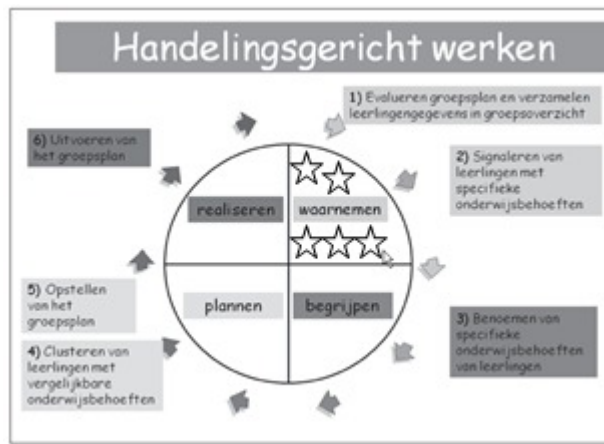 Handelingsgericht werken
1) Evalueren groepsplan en verzamelen
leerlingengegevens in groepsoverzicht
2) Signaleren van
leerlingen met
specifieke
onderwijsbehoeften
3) Benoemen van
specifieke
onderwijsbehoeften
van leerlingen
4) Clusteren van
leerlingen met
vergelijkbare
onderwijsbehoeften
5) Opstellen
van het
groepsplan
6) Uitvoeren van
het groepsplan
realiseren
waarnemen
plannen
begrijpen